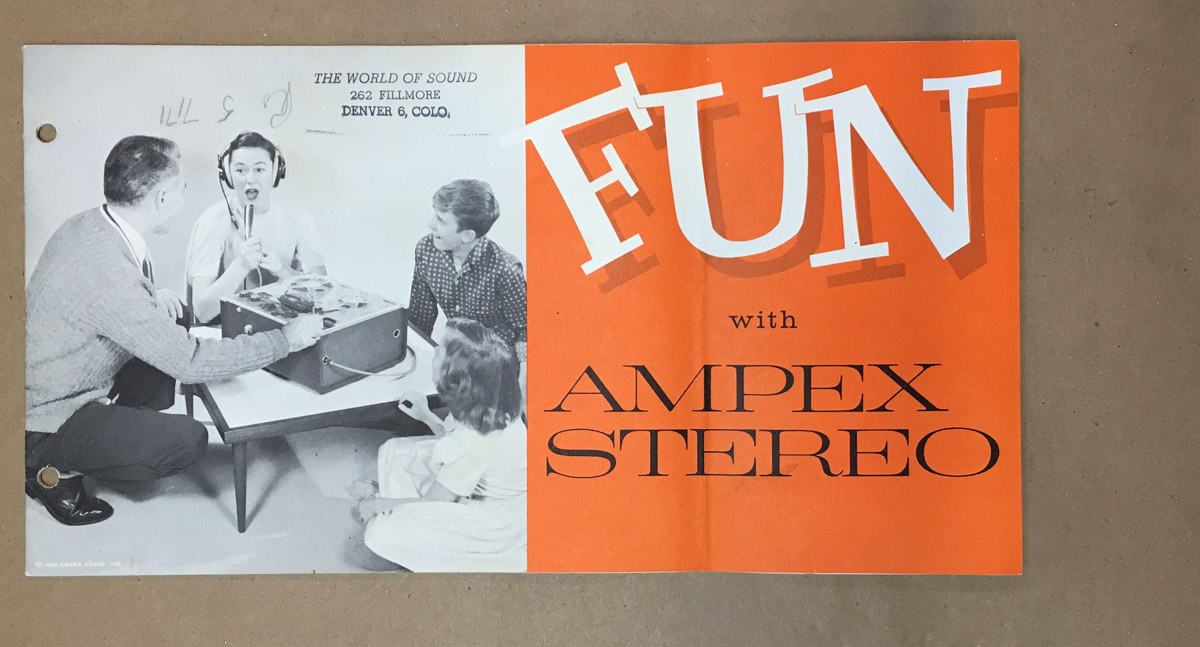 THE WORLD OF SOUND
262 FILLMORE
DENVER 6, COLO.
FUN
with
AMPEX
STEREO